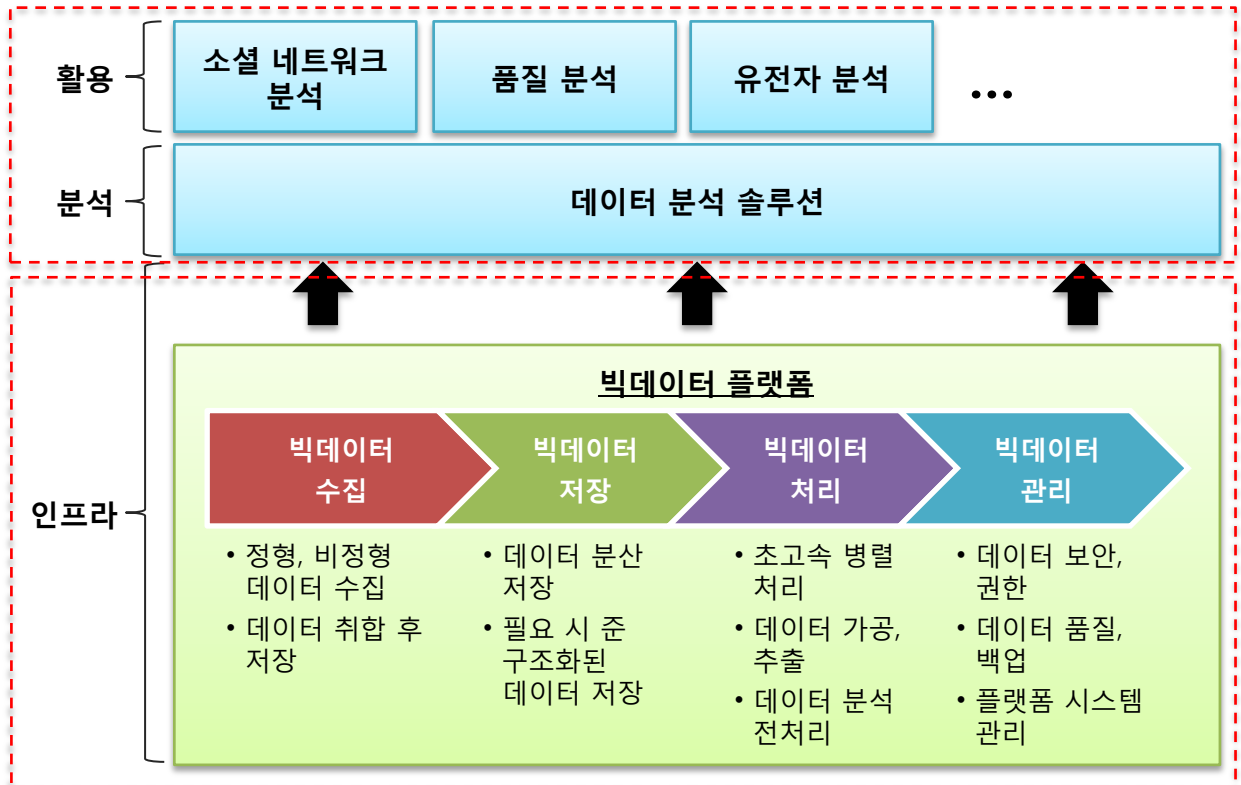 활용
소셜 네트워크
분석
품질 분석
유전자 분석
...
분석
데이터 분석 솔루션
인프라
빅데이터 플랫폼
빅데이터
수집
빅데이터
저장
빅데이터
처리
빅데이터
관리
• 정형, 비정형
데이터 수집
• 데이터 취합 후
저장
• 데이터 분산
저장
• 필요 시 준
구조화된
데이터 저장
• 초고속 병렬
처리
• 데이터 가공,
추출
• 데이터 분석
전처리
• 데이터 보안,
권한
• 데이터 품질,
백업
• 플랫폼 시스템
관리